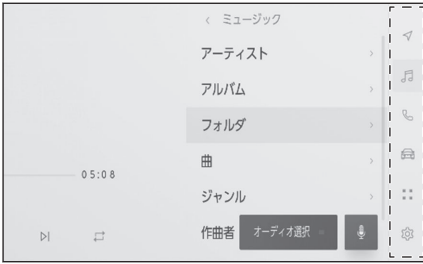 ミュージック
アーティスト
アルバム
フォルダ
曲
ジャンル
作曲者
オーディオ選択
05:08